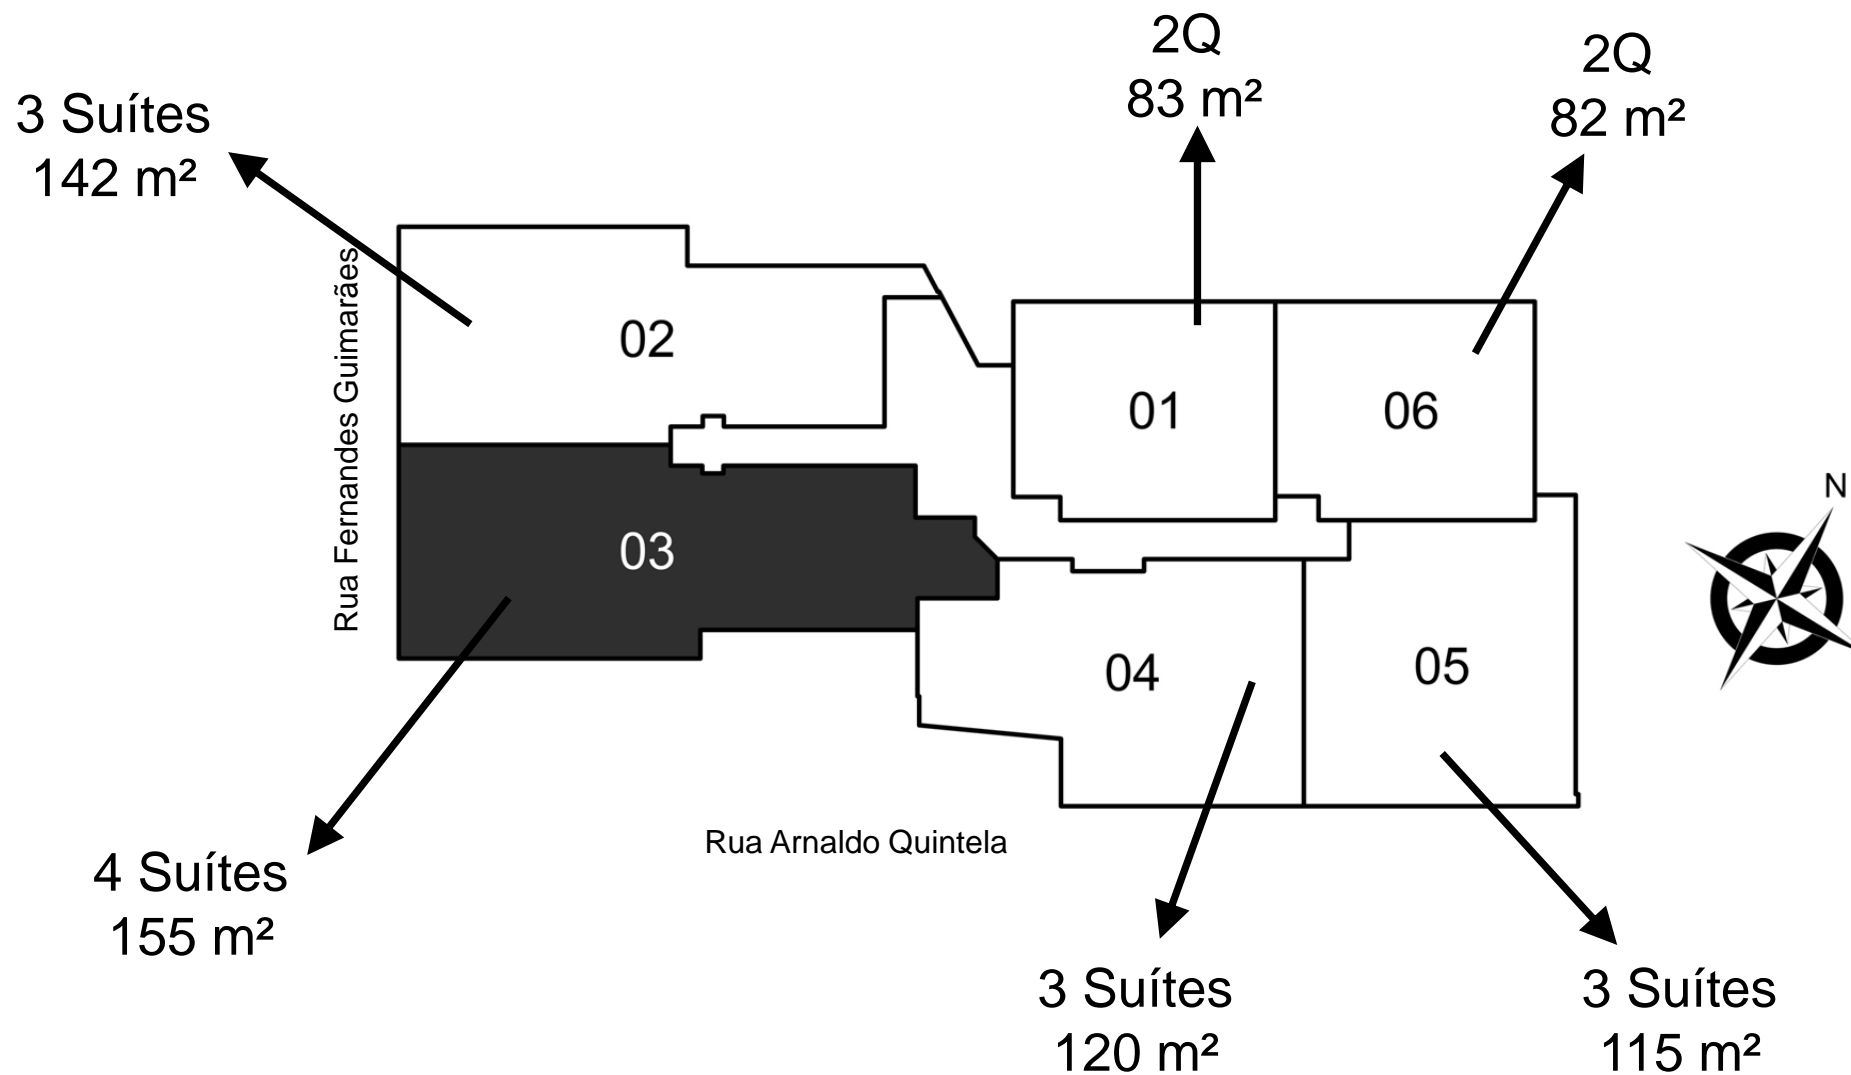 2Q
83 m²
2Q
82 m²
3 Suítes
142 m²
Rua Fernandes Guimarães
02
01
06
N
03
04
05
Rua Arnaldo Quintela
4 Suítes
155 m²
3 Suítes
120 m²
3 Suítes
115 m²